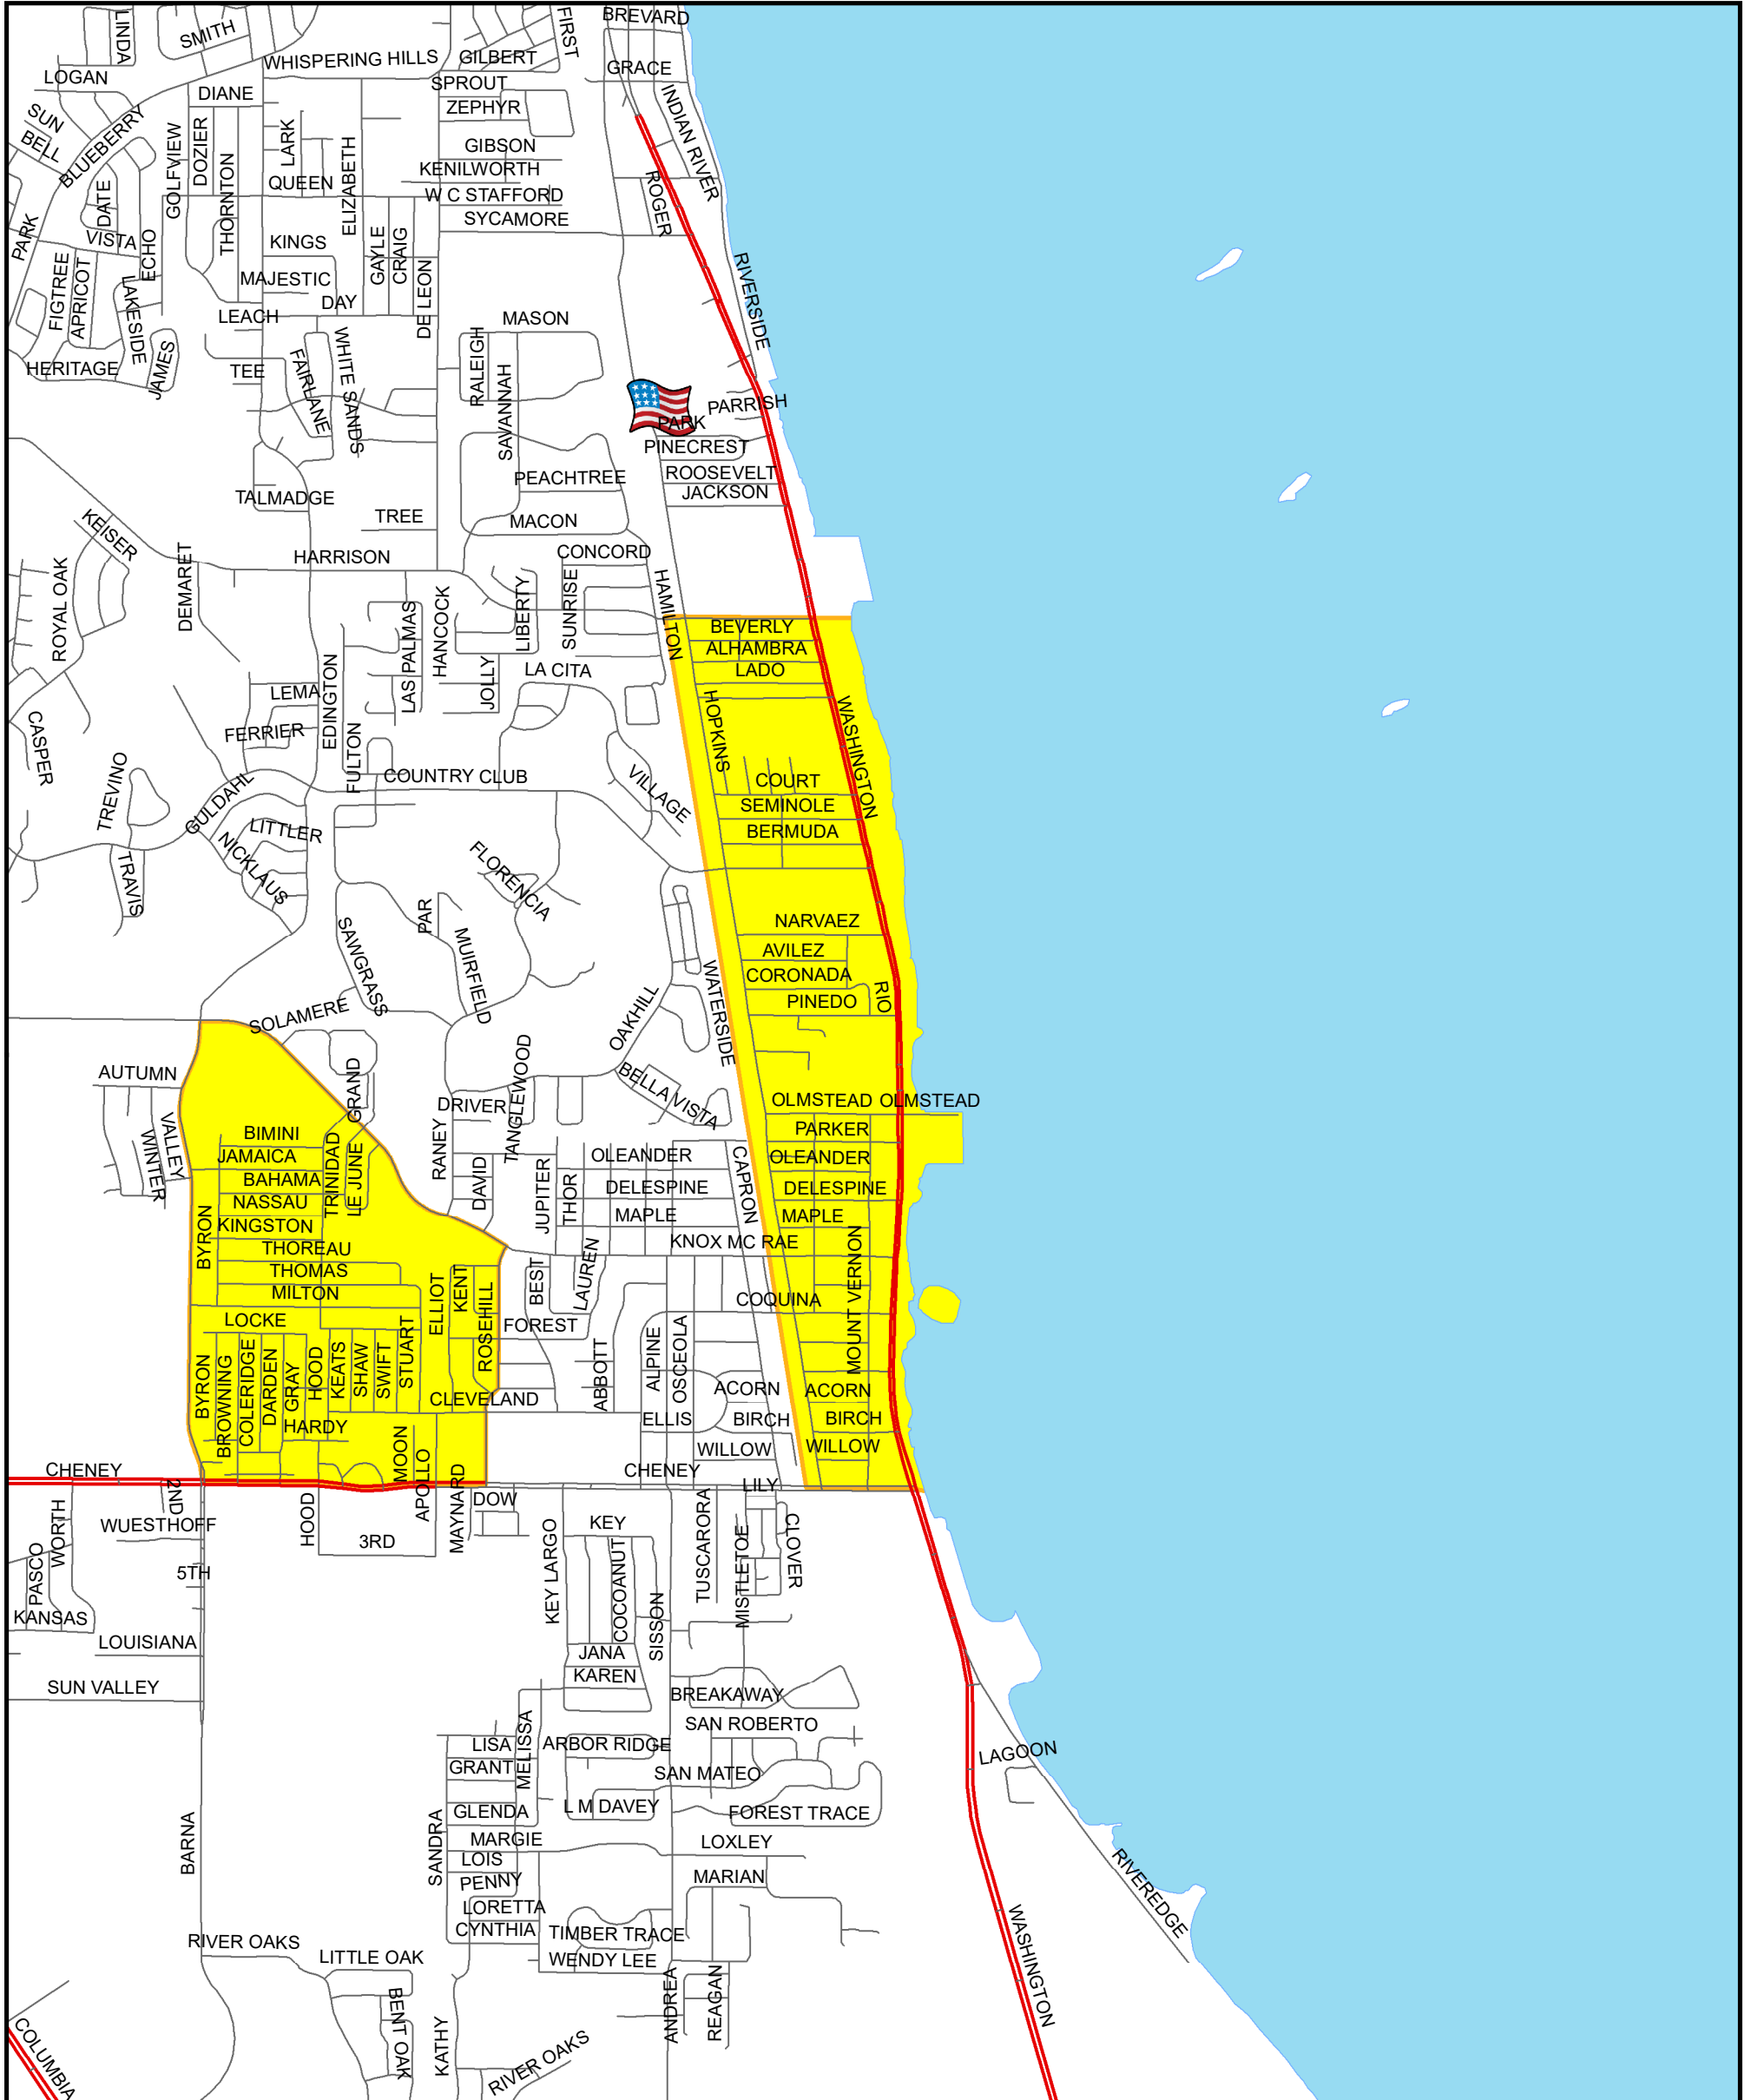 BREVARD
LINDA
SMITH
FIRST
WHISPERING HILLS
GILBERT
GRACE
LOGAN
SPROUT
DIANE
ZEPHYR
INDIAN RIVER
SUN
BELL
BLUEBERRY
GOLFVIEW
DOZIER
LARK
ELIZABETH
GIBSON
THORNTON
KENILWORTH
QUEEN
W C STAFFORD
DATE
ROGER
SYCAMORE
PARK
VISTA
ECHO
KINGS
GAYLE
CRAIG
RIVERSIDE
FIGTREE
APRICOT
LAKESIDE
MAJESTIC
DE LEON
DAY
LEACH
MASON
RALEIGH
WHITE SANDS
JAMES
HERITAGE
TEE
FAIRLANE
SAVANNAH
PARRISH
PARK
PINECREST
ROOSEVELT
PEACHTREE
JACKSON
TALMADGE
TREE
MACON
KEISER
HARRISON
CONCORD
DEMARET
ROYAL OAK
HAMILTON
SUNRISE
LIBERTY
HANCOCK
LAS PALMAS
BEVERLY
ALHAMBRA
LADO
LA CITA
JOLLY
LEMA
EDINGTON
HOPKINS
WASHINGTON
CASPER
FERRIER
FULTON
COUNTRY CLUB
COURT
TREVINO
VILLAGE
GULDAHL
SEMINOLE
LITTLER
BERMUDA
NICKLAUS
FLORENCIA
TRAVIS
PAR
NARVAEZ
SAWGRASS
MUIRFIELD
AVILEZ
WATERSIDE
CORONADA
RIO
PINEDO
SOLAMERE
OAKHILL
AUTUMN
GRAND
TANGLEWOOD
BELLA VISTA
DRIVER
OLMSTEAD
OLMSTEAD
VALLEY
WINTER
BIMINI
TRINIDAD
LE JUNE
PARKER
JAMAICA
RANEY
OLEANDER
OLEANDER
BAHAMA
DAVID
JUPITER
THOR
CAPRON
DELESPINE
DELESPINE
NASSAU
MAPLE
MAPLE
KINGSTON
BYRON
KNOX MC RAE
THOREAU
MOUNT VERNON
THOMAS
BEST
LAUREN
KENT
ELLIOT
MILTON
COQUINA
ROSEHILL
LOCKE
FOREST
BYRON
BROWNING
COLERIDGE
DARDEN
GRAY
HOOD
KEATS
SHAW
SWIFT
STUART
ABBOTT
ALPINE
OSCEOLA
ACORN
ACORN
CLEVELAND
ELLIS
BIRCH
BIRCH
HARDY
WILLOW
WILLOW
MOON
APOLLO
MAYNARD
CHENEY
CHENEY
2ND
LILY
DOW
HOOD
WORTH
WUESTHOFF
KEY
KEY LARGO
TUSCARORA
MISTLETOE
CLOVER
3RD
PASCO
5TH
COCOANUT
SISSON
KANSAS
LOUISIANA
JANA
KAREN
SUN VALLEY
BREAKAWAY
SAN ROBERTO
MELISSA
LISA
ARBOR RIDGE
LAGOON
GRANT
SAN MATEO
L M DAVEY
GLENDA
FOREST TRACE
BARNA
SANDRA
MARGIE
LOXLEY
LOIS
RIVEREDGE
PENNY
MARIAN
LORETTA
CYNTHIA
TIMBER TRACE
WASHINGTON
RIVER OAKS
LITTLE OAK
WENDY LEE
ANDREA
REAGAN
BENT OAK
KATHY
COLUMBIA
RIVER OAKS